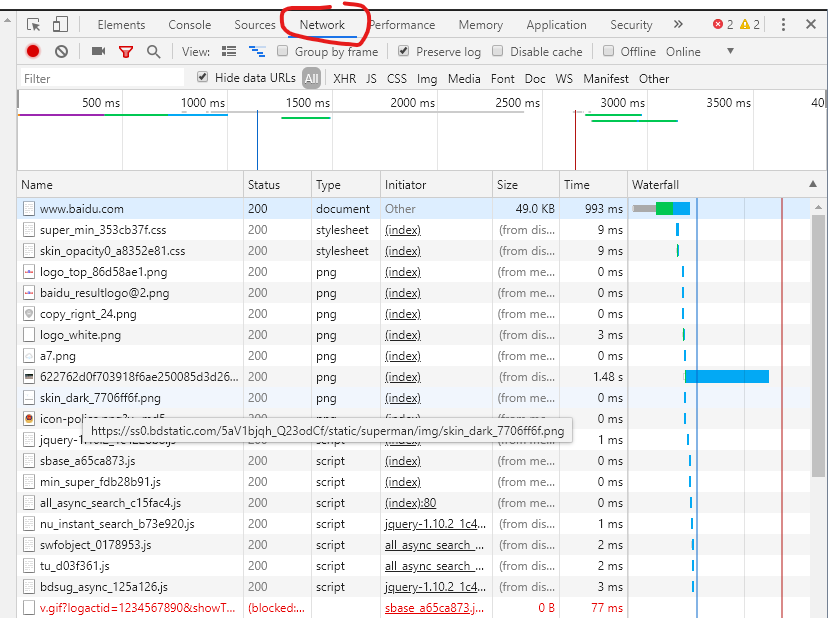 Elements Console Sources Network Performance Memory Application Security » 2 2
View: Group by frame Preserve log Disable cache Offline Online
Filter Hide data URLs All XHR JS CSS Img Media Font Doc WS Manifest Other
500 ms 1000 ms 1500 ms 2000 ms 2500 ms 3000 ms 3500 ms 40
Name Status Type Initiator Size Time Waterfall
www.baidu.com 200 document Other 49.0 KB 993 ms
super_min_353cb37f.css 200 stylesheet (index) (from dis... 9 ms
skin_opacity0_a8352e81.css 200 stylesheet (index) (from dis... 9 ms
logo_top_86d58ae1.png 200 png (index) (from me... 0 ms
baidu_resultlogo@2.png 200 png (index) (from me... 0 ms
copy_rignt_24.png 200 png (index) (from me... 0 ms
logo_white.png 200 png (index) (from dis... 3 ms
a7.png 200 png (index) (from me... 0 ms
622762d0f703918f6ae250085d3d26... 200 png (index) (from dis... 1.48 s
skin_dark_7706ff6f.png 200 png (index) (from me... 0 ms
200 png (index) (from me... 0 ms
https://ss0.bdstatic.com/5aV1bjqh_Q23odCf/static/superman/img/skin_dark_7706ff6f.png
200 script (index) (from dis... 1 ms
sbase_a65ca873.js 200 script (index) (from me... 0 ms
min_super_fdb28b91.js 200 script (index) (from me... 0 ms
all_async_search_c15fac4.js 200 script (index):80 (from me... 0 ms
nu_instant_search_b73e920.js 200 script jquery-1.10.2_1c4... (from dis... 1 ms
swfobject_0178953.js 200 script all_async_search_... (from dis... 2 ms
tu_d03f361.js 200 script all_async_search_... (from dis... 2 ms
bdsug_async_125a126.js 200 script jquery-1.10.2_1c4... (from dis... 3 ms
v.gif?logactid=1234567890&showT... (blocked:... sbase_a65ca873.j... 0 B 77 ms